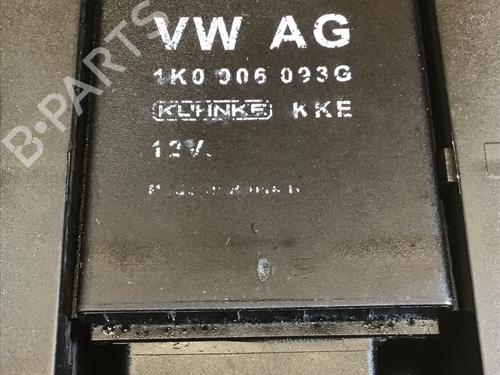 VW AG
1K0 906 093G
KUHNKE KKE
12V.
B-PARTS